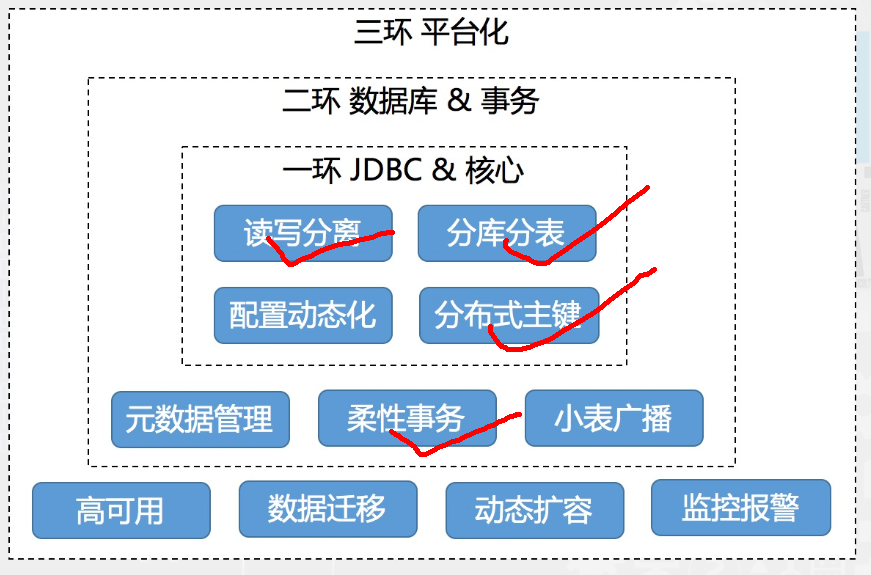 三环 平台化
二环 数据库 & 事务
一环 JDBC & 核心
读写分离 分库分表
配置动态化 分布式主键
元数据管理 柔性事务 小表广播
高可用 数据迁移 动态扩容 监控报警